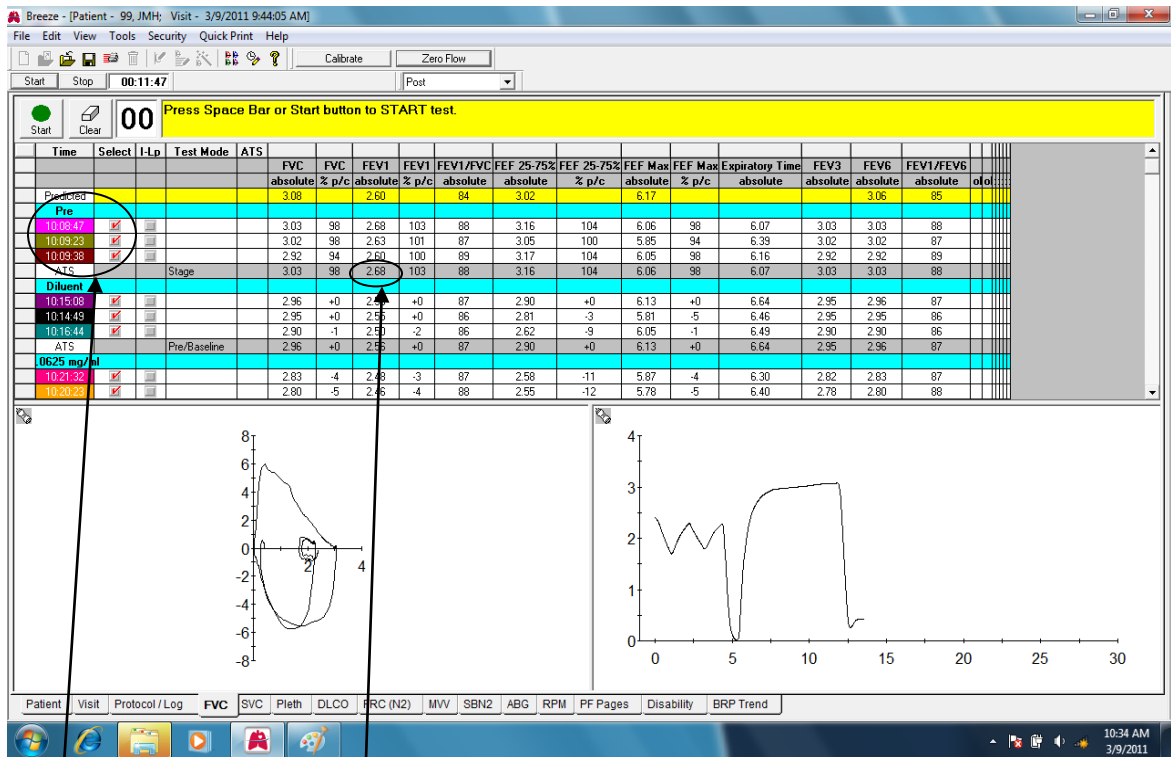 Breeze - [Patient - 99, JMH; Visit - 3/9/2011 9:44:05 AM]
File Edit View Tools Security Quick Print Help
Calibrate Zero Flow
Start Stop 00:11:47 Post
Start Clear 00 Press Space Bar or Start button to START test.
Time Select I-Lp Test Mode ATS
FVC FVC FEV1 FEV1 FEV1/FVC FEF 25-75% FEF 25-75% FEF Max FEF Max Expiratory Time FEV3 FEV6 FEV1/FEV6
absolute % p/c absolute % p/c absolute absolute % p/c absolute % p/c absolute absolute absolute absolute
Predicted 3.08 2.60 84 3.02 6.17 3.06 85
Pre
10:08:47 3.03 98 2.68 103 88 3.16 104 6.06 98 6.07 3.03 3.03 88
10:09:23 3.02 98 2.63 101 87 3.05 100 5.85 94 6.39 3.02 3.02 87
10:09:38 2.92 94 2.60 100 89 3.17 104 6.05 98 6.16 2.92 2.92 89
ATS Stage 3.03 98 2.68 103 88 3.16 104 6.06 98 6.07 3.03 3.03 88
Diluent
10:15:08 2.96 +0 +0 87 2.90 +0 6.13 +0 6.64 2.95 2.96 87
10:14:49 2.95 +0 +0 86 2.81 -3 5.81 -5 6.46 2.95 2.95 86
10:16:44 2.90 -1 2.50 -2 86 2.62 -9 6.05 -1 6.49 2.90 2.90 86
ATS Pre/Baseline 2.96 +0 2.56 +0 87 2.90 +0 6.13 +0 6.64 2.95 2.96 87
.0625 mg/ml
10:21:32 2.83 -4 2.48 -3 87 2.58 -11 5.87 -4 6.30 2.82 2.83 87
10:20:23 2.80 -5 2.46 -4 88 2.55 -12 5.78 -5 6.40 2.78 2.80 88
8
6
4
2
0
-2
-4
-6
-8
2 4
4
3
2
1
0
0 5 10 15 20 25 30
Patient Visit Protocol / Log FVC SVC Pleth DLCO FRC (N2) MVV SBN2 ABG RPM PF Pages Disability BRP Trend
10:34 AM
3/9/2011